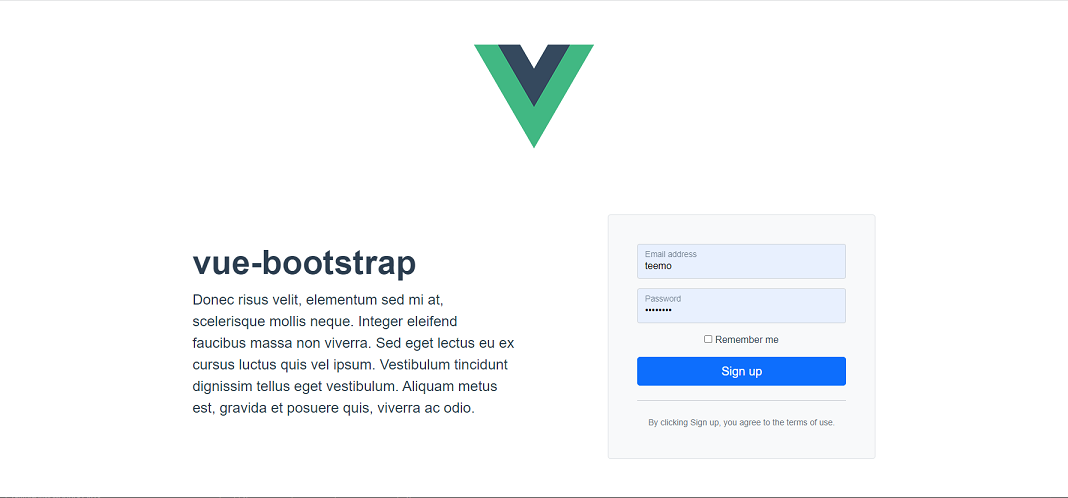 vue-bootstrap
Donec risus velit, elementum sed mi at,
scelerisque mollis neque. Integer eleifend
faucibus massa non viverra. Sed eget lectus eu ex
cursus luctus quis vel ipsum. Vestibulum tincidunt
dignissim tellus eget vestibulum. Aliquam metus
est, gravida et posuere quis, viverra ac odio.
Email address
teemo
Password
••••••••
Remember me
Sign up
By clicking Sign up, you agree to the terms of use.